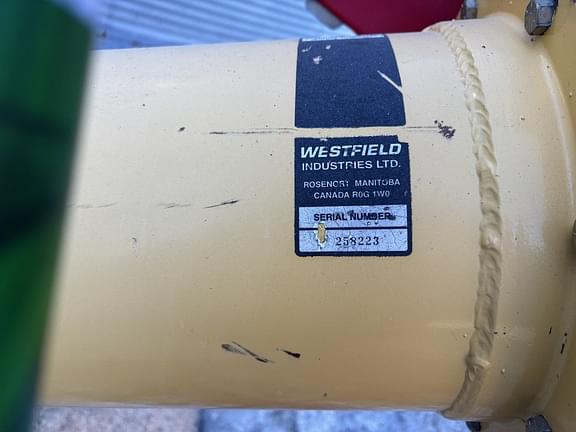 WESTFIELD
INDUSTRIES LTD.
ROSENORT MANITOBA
CANADA R0G 1W0
SERIAL NUMBER
258223